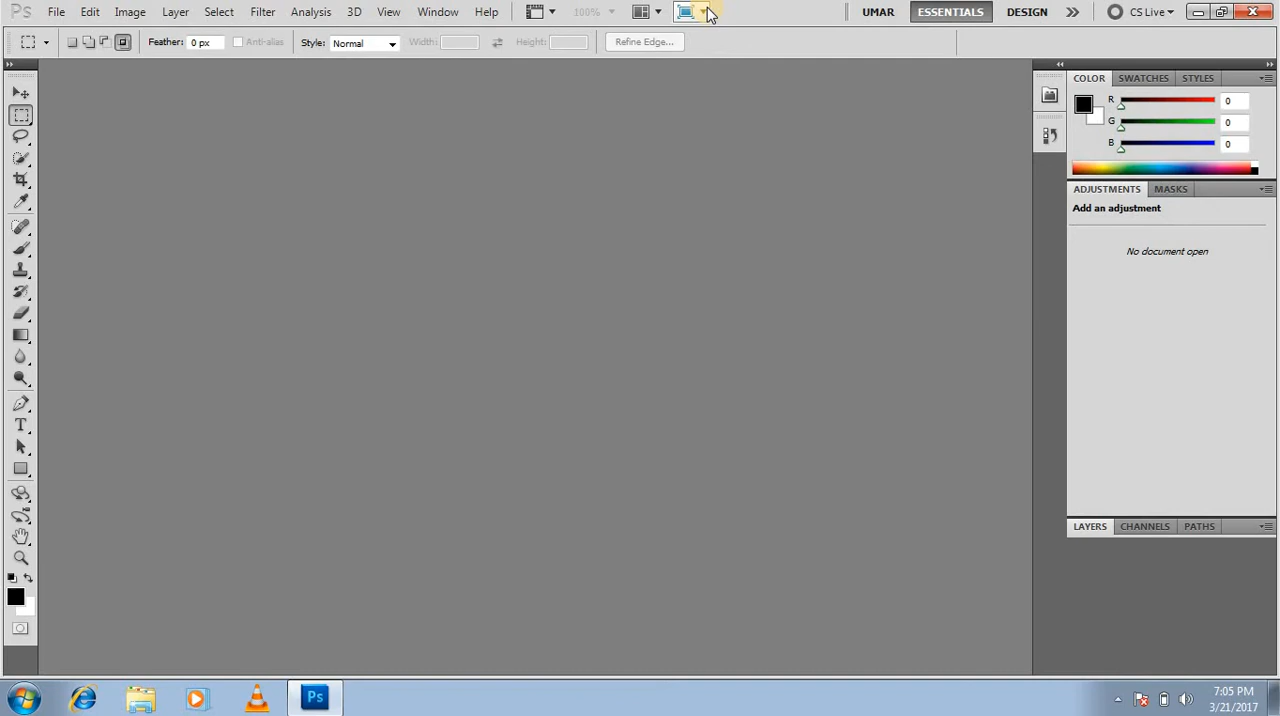 Ps File Edit Image Layer Select Filter Analysis 3D View Window Help 100% UMAR ESSENTIALS DESIGN CS Live
Feather: 0 px Anti-alias Style: Normal Width: Height: Refine Edge...
COLOR SWATCHES STYLES
R 0
G 0
B 0
ADJUSTMENTS MASKS
Add an adjustment
No document open
T
LAYERS CHANNELS PATHS
Ps
7:05 PM
3/21/2017